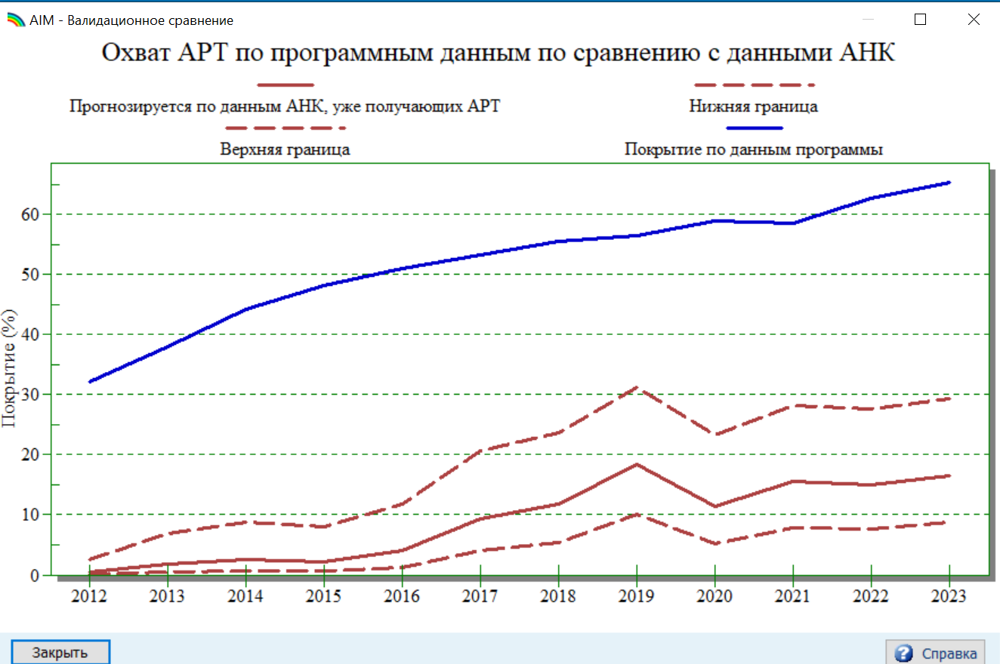 AIM - Валидационное сравнение
Охват АРТ по программным данным по сравнению с данными АНК
Прогнозируется по данным АНК, уже получающих АРТ
Нижняя граница
Верхняя граница
Покрытие по данным программы
Покрытие (%)
60
50
40
30
20
10
0
2012 2013 2014 2015 2016 2017 2018 2019 2020 2021 2022 2023
Закрыть
? Справка